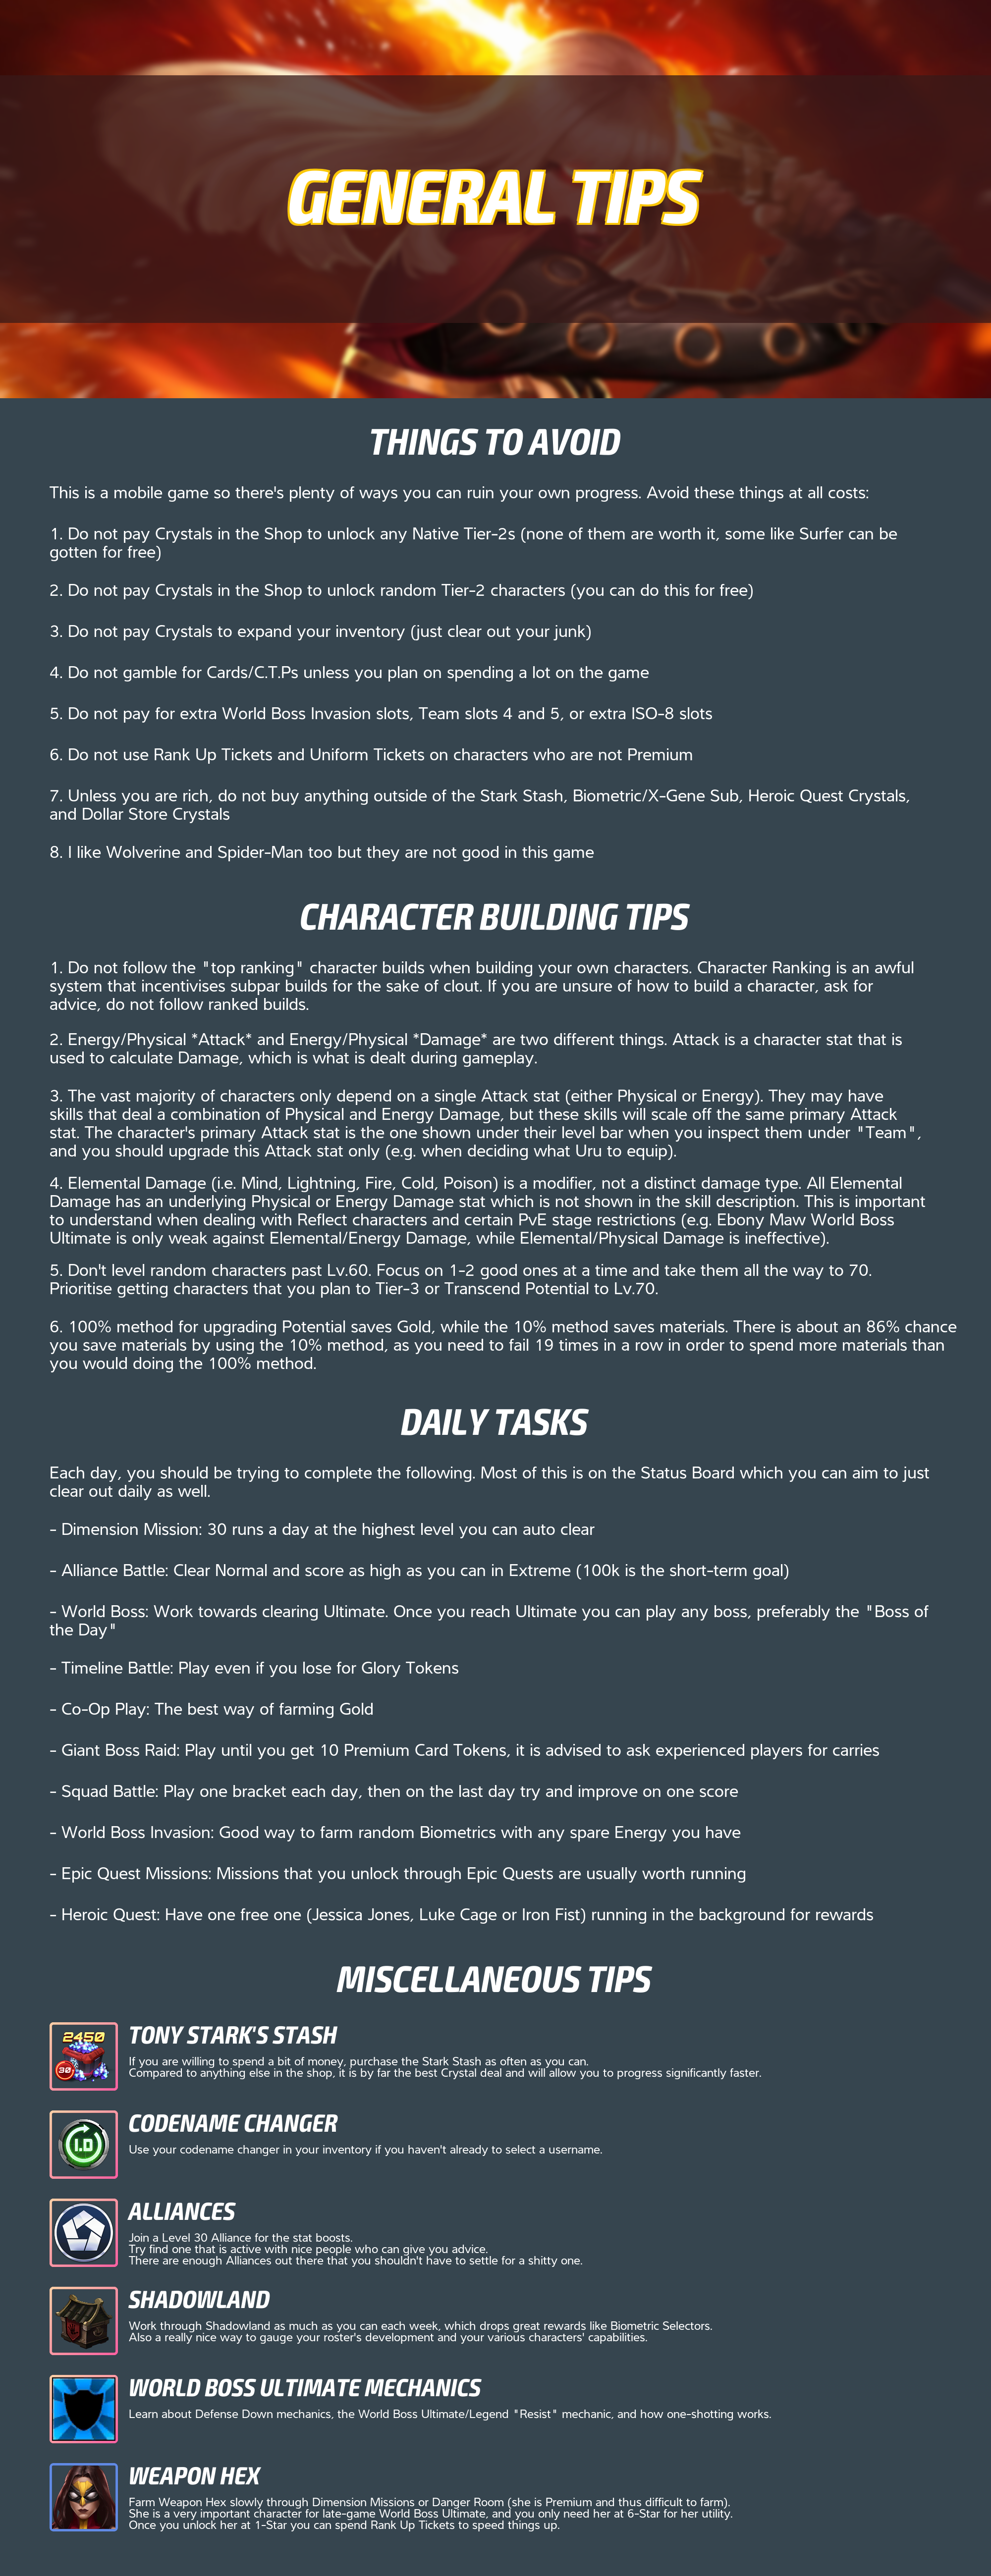 GENERAL TIPS
THINGS TO AVOID
This is a mobile game so there's plenty of ways you can ruin your own progress. Avoid these things at all costs:
1. Do not pay Crystals in the Shop to unlock any Native Tier-2s (none of them are worth it, some like Surfer can be
gotten for free)
2. Do not pay Crystals in the Shop to unlock random Tier-2 characters (you can do this for free)
3. Do not pay Crystals to expand your inventory (just clear out your junk)
4. Do not gamble for Cards/C.T.Ps unless you plan on spending a lot on the game
5. Do not pay for extra World Boss Invasion slots, Team slots 4 and 5, or extra ISO-8 slots
6. Do not use Rank Up Tickets and Uniform Tickets on characters who are not Premium
7. Unless you are rich, do not buy anything outside of the Stark Stash, Biometric/X-Gene Sub, Heroic Quest Crystals,
and Dollar Store Crystals
8. I like Wolverine and Spider-Man too but they are not good in this game
CHARACTER BUILDING TIPS
1. Do not follow the "top ranking" character builds when building your own characters. Character Ranking is an awful
system that incentivises subpar builds for the sake of clout. If you are unsure of how to build a character, ask for
advice, do not follow ranked builds.
2. Energy/Physical *Attack* and Energy/Physical *Damage* are two different things. Attack is a character stat that is
used to calculate Damage, which is what is dealt during gameplay.
3. The vast majority of characters only depend on a single Attack stat (either Physical or Energy). They may have
skills that deal a combination of Physical and Energy Damage, but these skills will scale off the same primary Attack
stat. The character's primary Attack stat is the one shown under their level bar when you inspect them under "Team",
and you should upgrade this Attack stat only (e.g. when deciding what Uru to equip).
4. Elemental Damage (i.e. Mind, Lightning, Fire, Cold, Poison) is a modifier, not a distinct damage type. All Elemental
Damage has an underlying Physical or Energy Damage stat which is not shown in the skill description. This is important
to understand when dealing with Reflect characters and certain PvE stage restrictions (e.g. Ebony Maw World Boss
Ultimate is only weak against Elemental/Energy Damage, while Elemental/Physical Damage is ineffective).
5. Don't level random characters past Lv.60. Focus on 1-2 good ones at a time and take them all the way to 70.
Prioritise getting characters that you plan to Tier-3 or Transcend Potential to Lv.70.
6. 100% method for upgrading Potential saves Gold, while the 10% method saves materials. There is about an 86% chance
you save materials by using the 10% method, as you need to fail 19 times in a row in order to spend more materials than
you would doing the 100% method.
DAILY TASKS
Each day, you should be trying to complete the following. Most of this is on the Status Board which you can aim to just
clear out daily as well.
- Dimension Mission: 30 runs a day at the highest level you can auto clear
- Alliance Battle: Clear Normal and score as high as you can in Extreme (100k is the short-term goal)
- World Boss: Work towards clearing Ultimate. Once you reach Ultimate you can play any boss, preferably the "Boss of
the Day"
- Timeline Battle: Play even if you lose for Glory Tokens
- Co-Op Play: The best way of farming Gold
- Giant Boss Raid: Play until you get 10 Premium Card Tokens, it is advised to ask experienced players for carries
- Squad Battle: Play one bracket each day, then on the last day try and improve on one score
- World Boss Invasion: Good way to farm random Biometrics with any spare Energy you have
- Epic Quest Missions: Missions that you unlock through Epic Quests are usually worth running
- Heroic Quest: Have one free one (Jessica Jones, Luke Cage or Iron Fist) running in the background for rewards
MISCELLANEOUS TIPS
2450
30
TONY STARK'S STASH
If you are willing to spend a bit of money, purchase the Stark Stash as often as you can.
Compared to anything else in the shop, it is by far the best Crystal deal and will allow you to progress significantly faster.
I.D
CODENAME CHANGER
Use your codename changer in your inventory if you haven't already to select a username.
ALLIANCES
Join a Level 30 Alliance for the stat boosts.
Try find one that is active with nice people who can give you advice.
There are enough Alliances out there that you shouldn't have to settle for a shitty one.
SHADOWLAND
Work through Shadowland as much as you can each week, which drops great rewards like Biometric Selectors.
Also a really nice way to gauge your roster's development and your various characters' capabilities.
WORLD BOSS ULTIMATE MECHANICS
Learn about Defense Down mechanics, the World Boss Ultimate/Legend "Resist" mechanic, and how one-shotting works.
WEAPON HEX
Farm Weapon Hex slowly through Dimension Missions or Danger Room (she is Premium and thus difficult to farm).
She is a very important character for late-game World Boss Ultimate, and you only need her at 6-Star for her utility.
Once you unlock her at 1-Star you can spend Rank Up Tickets to speed things up.